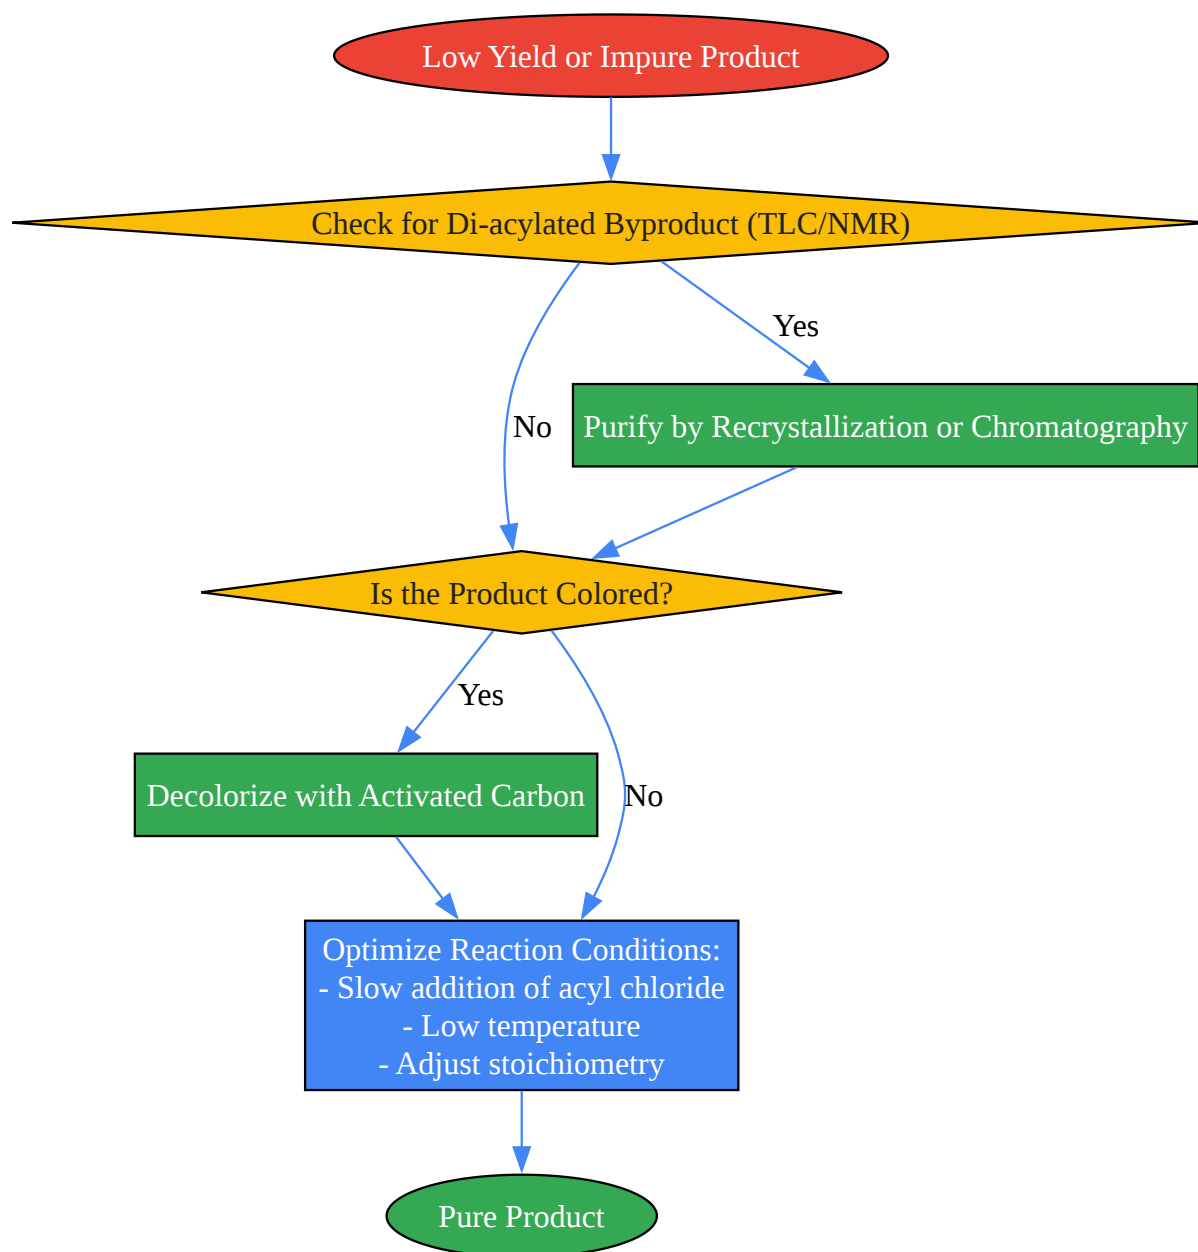 Low Yield or Impure Product
Check for Di-acylated Byproduct (TLC/NMR)
Yes
No
Purify by Recrystallization or Chromatography
Is the Product Colored?
Yes
Decolorize with Activated Carbon
No
Optimize Reaction Conditions:
- Slow addition of acyl chloride
- Low temperature
- Adjust stoichiometry
Pure Product